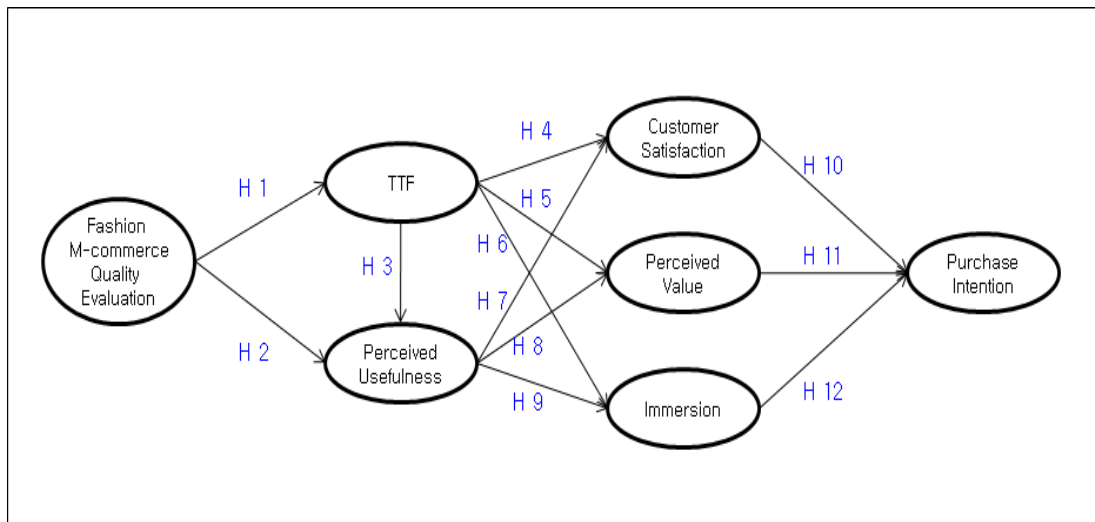 Fashion
M-commerce
Quality
Evaluation
H 1
H 2
TTF
H 3
Perceived
Usefulness
H 4
H 5
H 6
H 7
H 8
H 9
Customer
Satisfaction
Perceived
Value
Immersion
H 10
H 11
H 12
Purchase
Intention